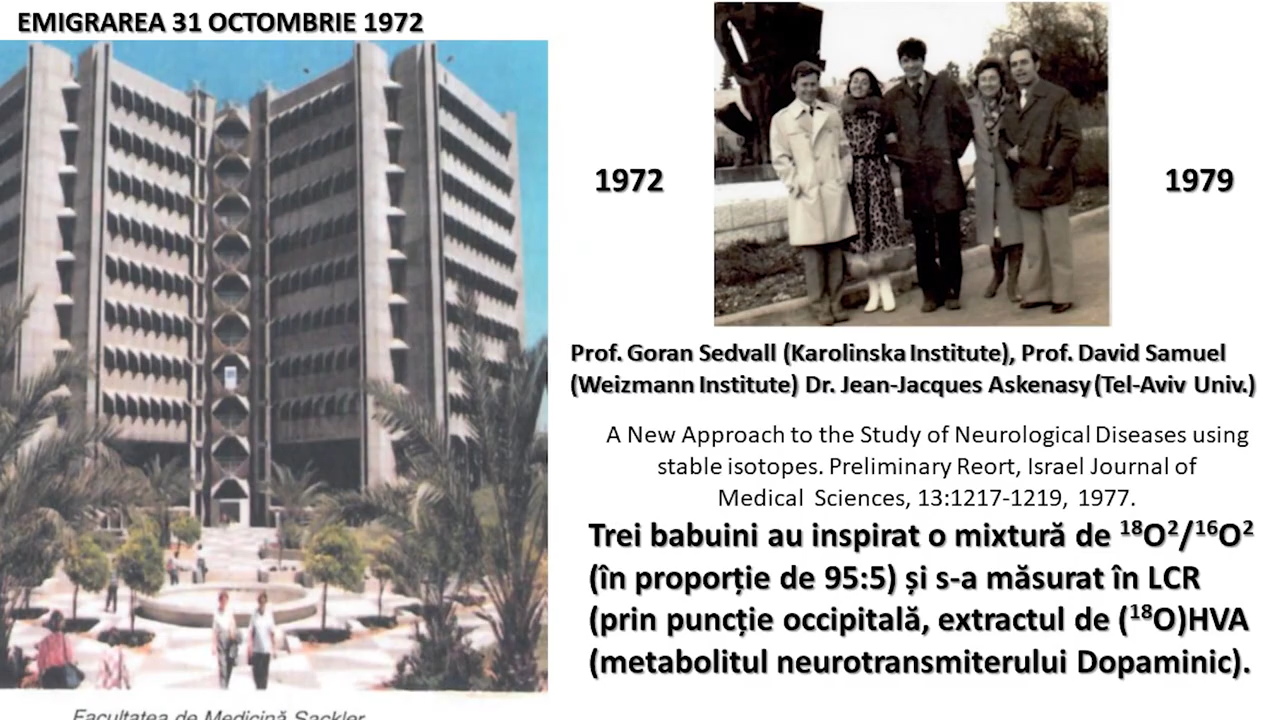 EMIGRAREA 31 OCTOMBRIE 1972
1972
1979
Prof. Goran Sedvall (Karolinska Institute), Prof. David Samuel
(Weizmann Institute) Dr. Jean-Jacques Askenasy (Tel-Aviv Univ.)
A New Approach to the Study of Neurological Diseases using
stable isotopes. Preliminary Reort, Israel Journal of
Medical Sciences, 13:1217-1219, 1977.
Trei babuini au inspirat o mixtură de ¹⁸O²/¹⁶O²
(în proporție de 95:5) și s-a măsurat în LCR
(prin puncție occipitală, extractul de (¹⁸O)HVA
(metabolitul neurotransmiterului Dopaminic).
Facultatea de Medicină Sackler